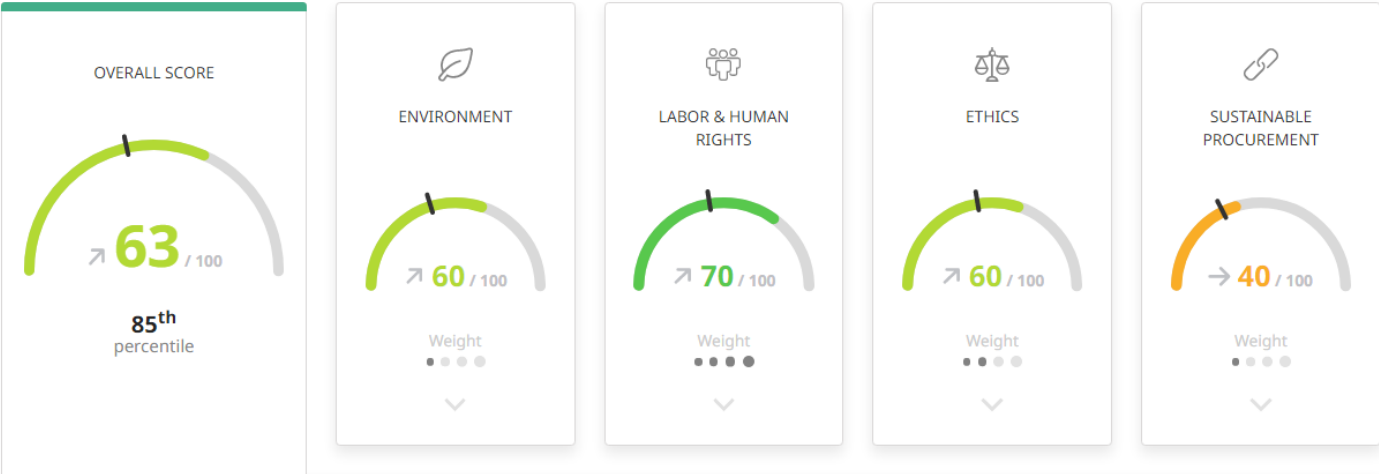 OVERALL SCORE
63 / 100
85th
percentile
ENVIRONMENT
60 / 100
Weight
LABOR & HUMAN
RIGHTS
70 / 100
Weight
ETHICS
60 / 100
Weight
SUSTAINABLE
PROCUREMENT
40 / 100
Weight